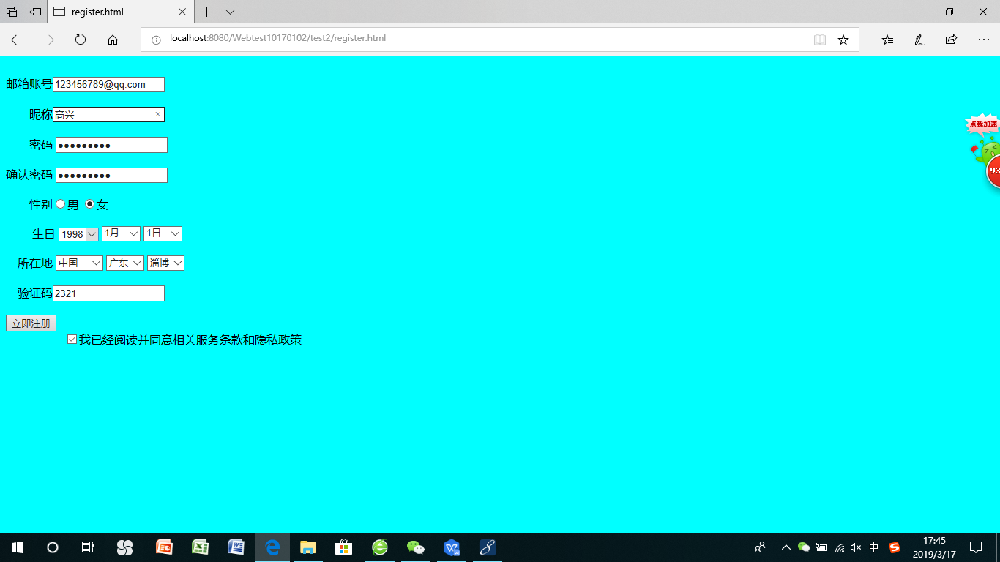 register.html
localhost:8080/Webtest10170102/test2/register.html
邮箱账号 123456789@qq.com
昵称 高兴
密码 ●●●●●●●●●
确认密码 ●●●●●●●●●
性别 男 女
生日 1998 1月 1日
所在地 中国 广东 淄博
验证码 2321
立即注册
我已经阅读并同意相关服务条款和隐私政策
点我加速
93
中
17:45
2019/3/17